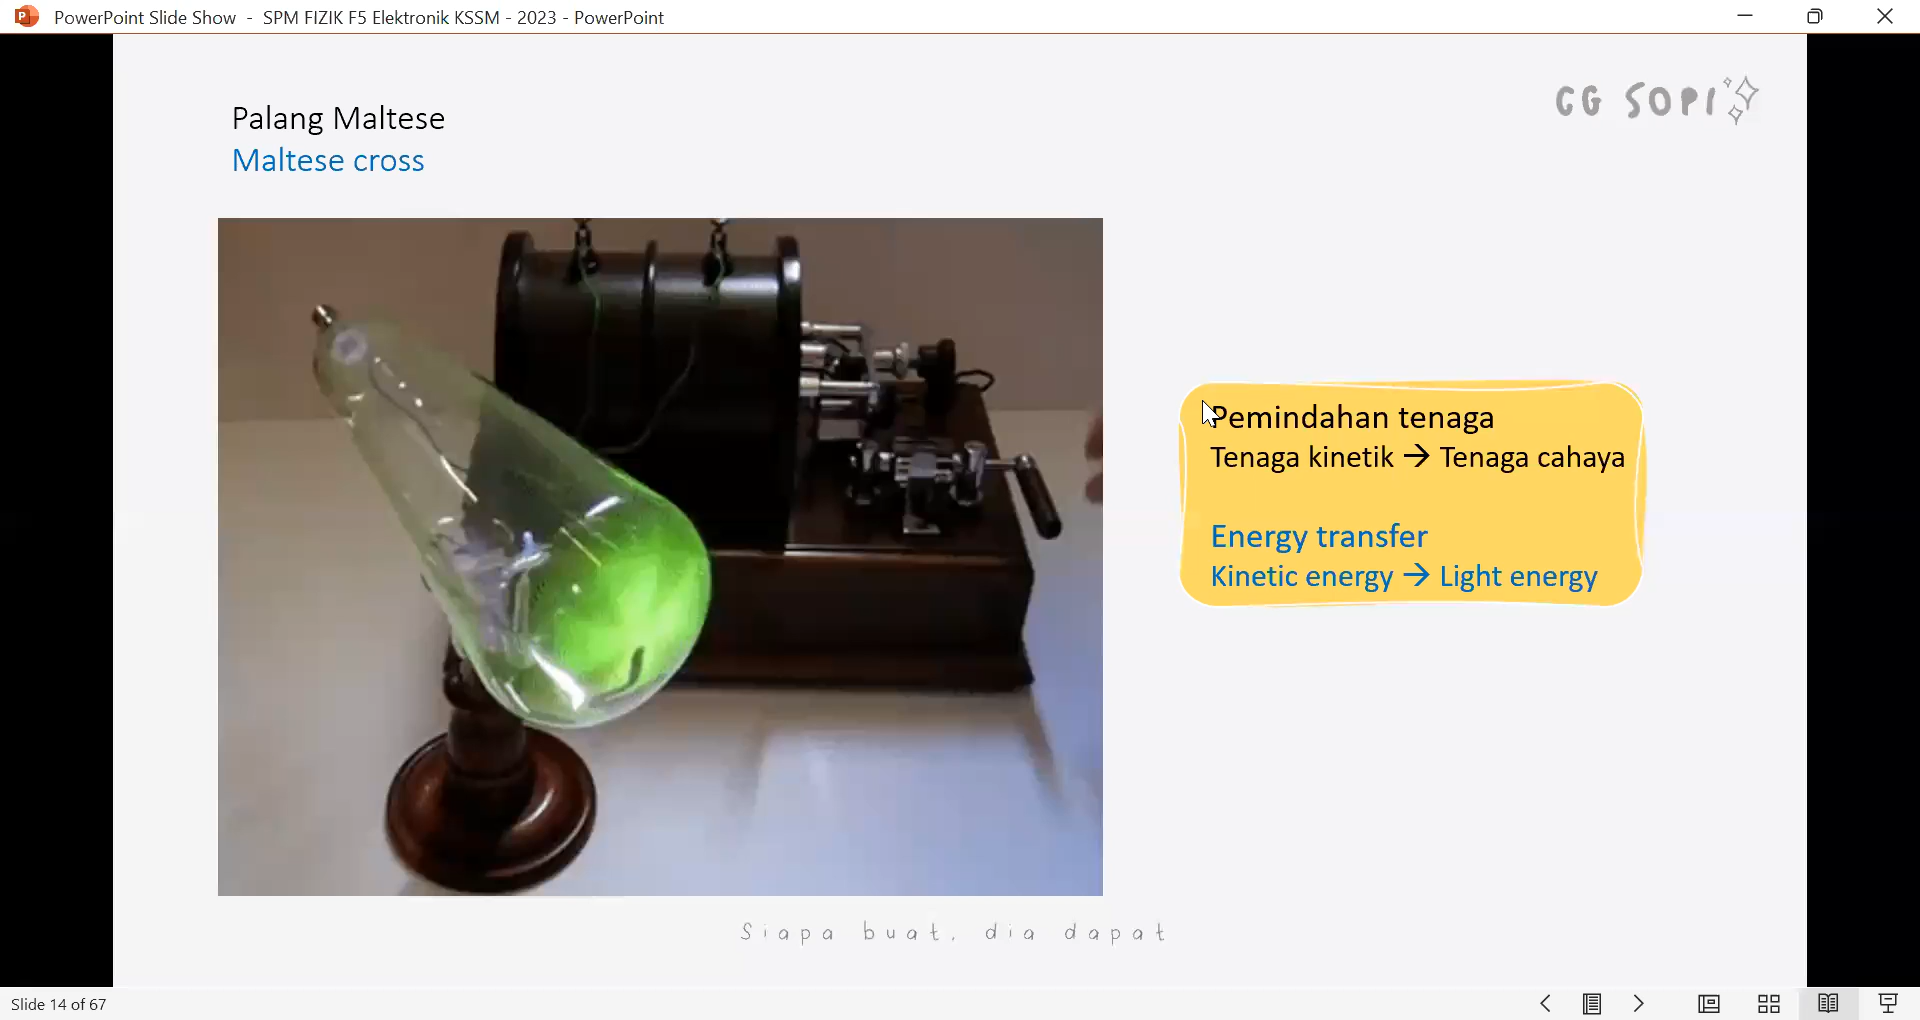 PowerPoint Slide Show - SPM FIZIK F5 Elektronik KSSM - 2023 - PowerPoint
CG SOPI
Palang Maltese
Maltese cross
Pemindahan tenaga
Tenaga kinetik → Tenaga cahaya
Energy transfer
Kinetic energy → Light energy
Siapa buat, dia dapat
Slide 14 of 67